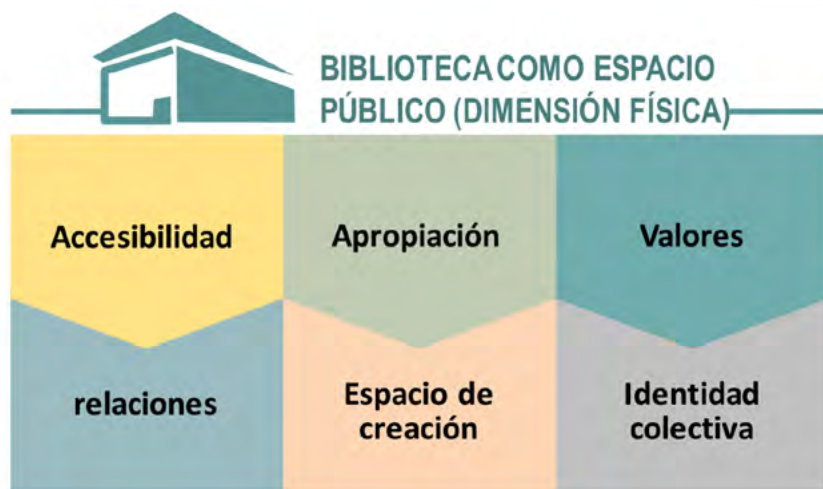 BIBLIOTECA COMO ESPACIO
PÚBLICO (DIMENSIÓN FÍSICA)
Accesibilidad
Apropiación
Valores
relaciones
Espacio de
creación
Identidad
colectiva